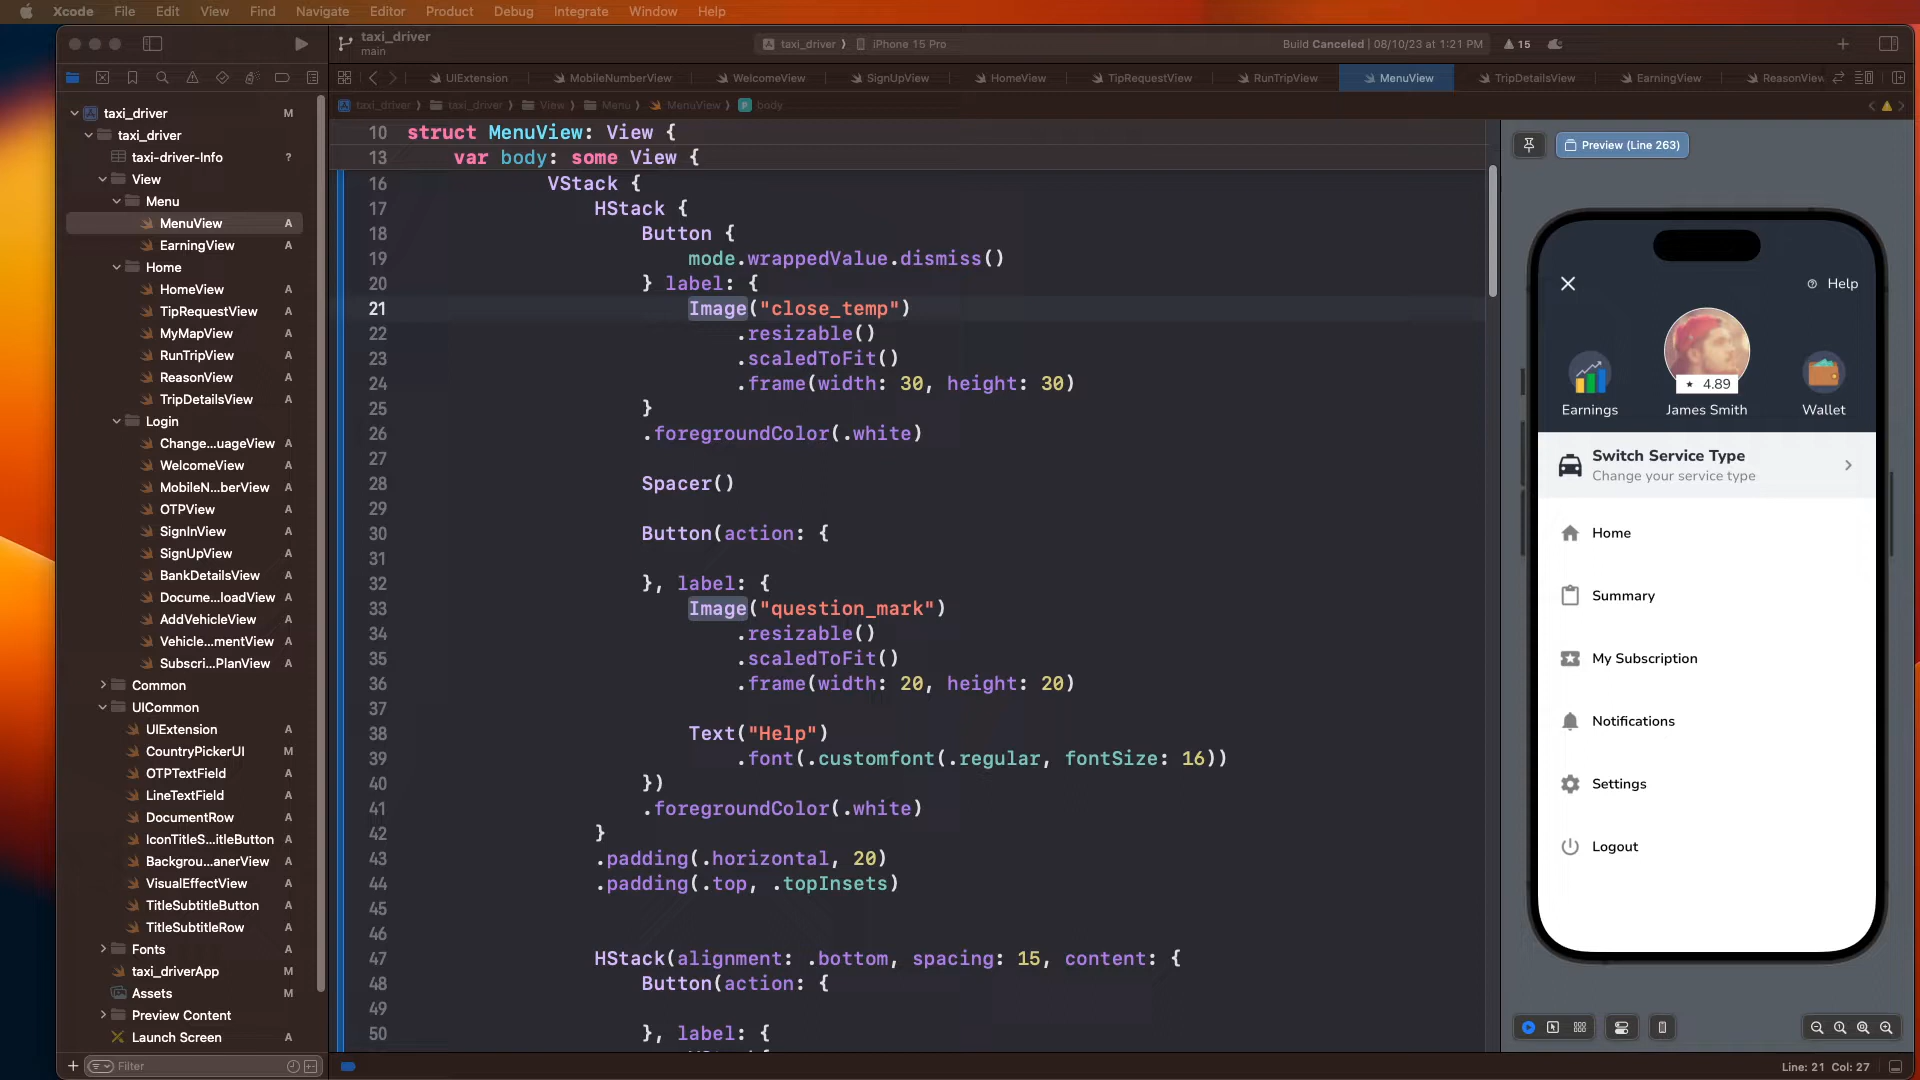 Xcode File Edit View Find Navigate Editor Product Debug Integrate Window Help
taxi_driver
main
taxi_driver iPhone 15 Pro
Build Canceled | 08/10/23 at 1:21 PM
15
UIExtension MobileNumberView WelcomeView SignUpView HomeView TipRequestView RunTripView MenuView TripDetailsView EarningView ReasonView
taxi_driver taxi_driver View Menu MenuView body
taxi_driver M
taxi_driver
taxi-driver-Info ?
View
Menu
MenuView A
EarningView A
Home
HomeView A
TipRequestView A
MyMapView A
RunTripView A
ReasonView A
TripDetailsView A
Login
Change...uageView A
WelcomeView A
MobileN...berView A
OTPView A
SignInView A
SignUpView A
BankDetailsView A
Docume...loadView A
AddVehicleView A
Vehicle...mentView A
Subscri...PlanView A
Common
UICommon
UIExtension A
CountryPickerUI M
OTPTextField A
LineTextField A
DocumentRow A
IconTitleS...itleButton A
Backgrou...anerView A
VisualEffectView A
TitleSubtitleButton A
TitleSubtitleRow A
Fonts A
taxi_driverApp M
Assets M
Preview Content
Launch Screen A
Filter
10 struct MenuView: View {
13 var body: some View {
16 VStack {
17 HStack {
18 Button {
19 mode.wrappedValue.dismiss()
20 } label: {
21 Image("close_temp")
22 .resizable()
23 .scaledToFit()
24 .frame(width: 30, height: 30)
25 }
26 .foregroundColor(.white)
27
28 Spacer()
29
30 Button(action: {
31
32 }, label: {
33 Image("question_mark")
34 .resizable()
35 .scaledToFit()
36 .frame(width: 20, height: 20)
37
38 Text("Help")
39 .font(.customfont(.regular, fontSize: 16))
40 })
41 .foregroundColor(.white)
42 }
43 .padding(.horizontal, 20)
44 .padding(.top, .topInsets)
45
46
47 HStack(alignment: .bottom, spacing: 15, content: {
48 Button(action: {
49
50 }, label: {
Preview (Line 263)
Help
4.89
Earnings James Smith Wallet
Switch Service Type
Change your service type
Home
Summary
My Subscription
Notifications
Settings
Logout
Line: 21 Col: 27